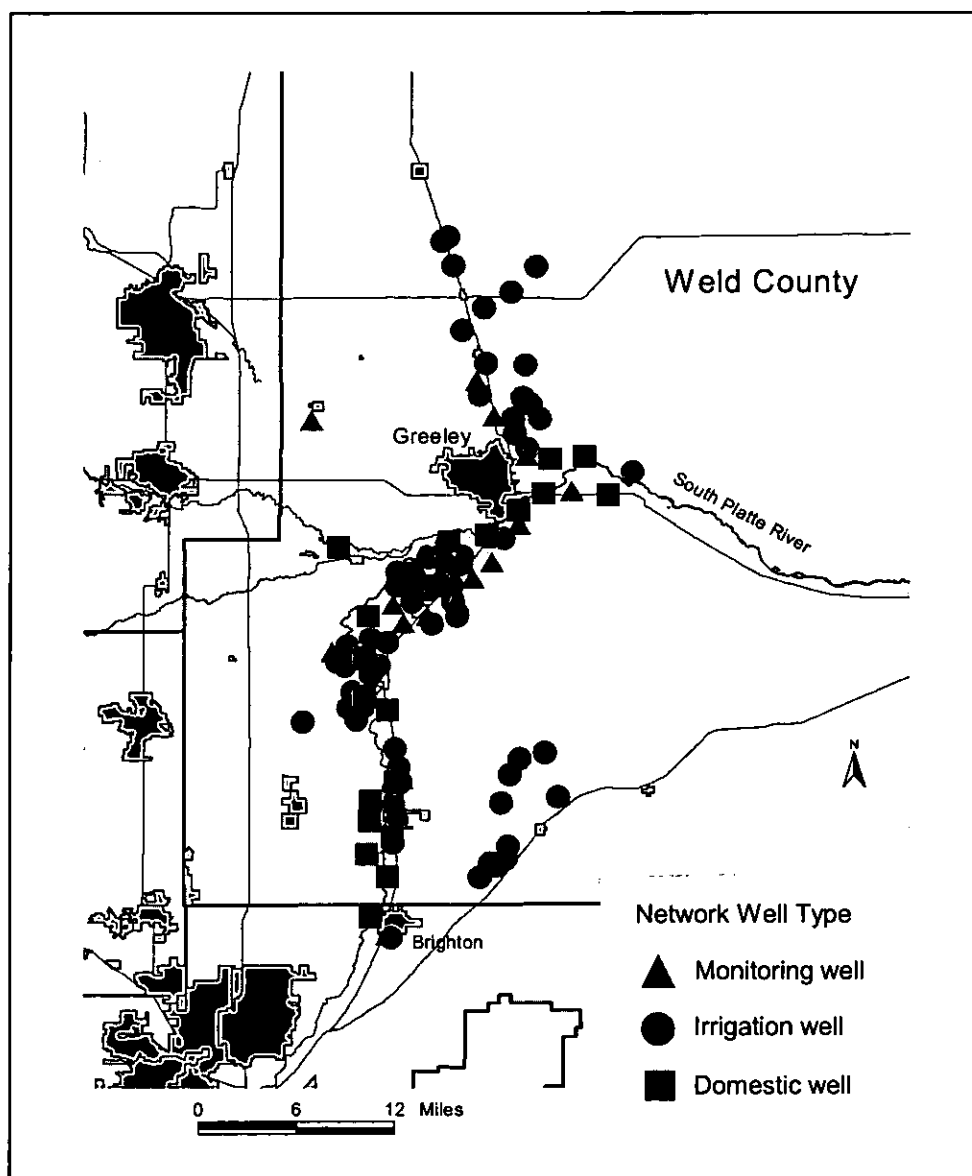 Weld County
Greeley
South Platte River
N
Brighton
Network Well Type
Monitoring well
Irrigation well
Domestic well
0 6 12 Miles